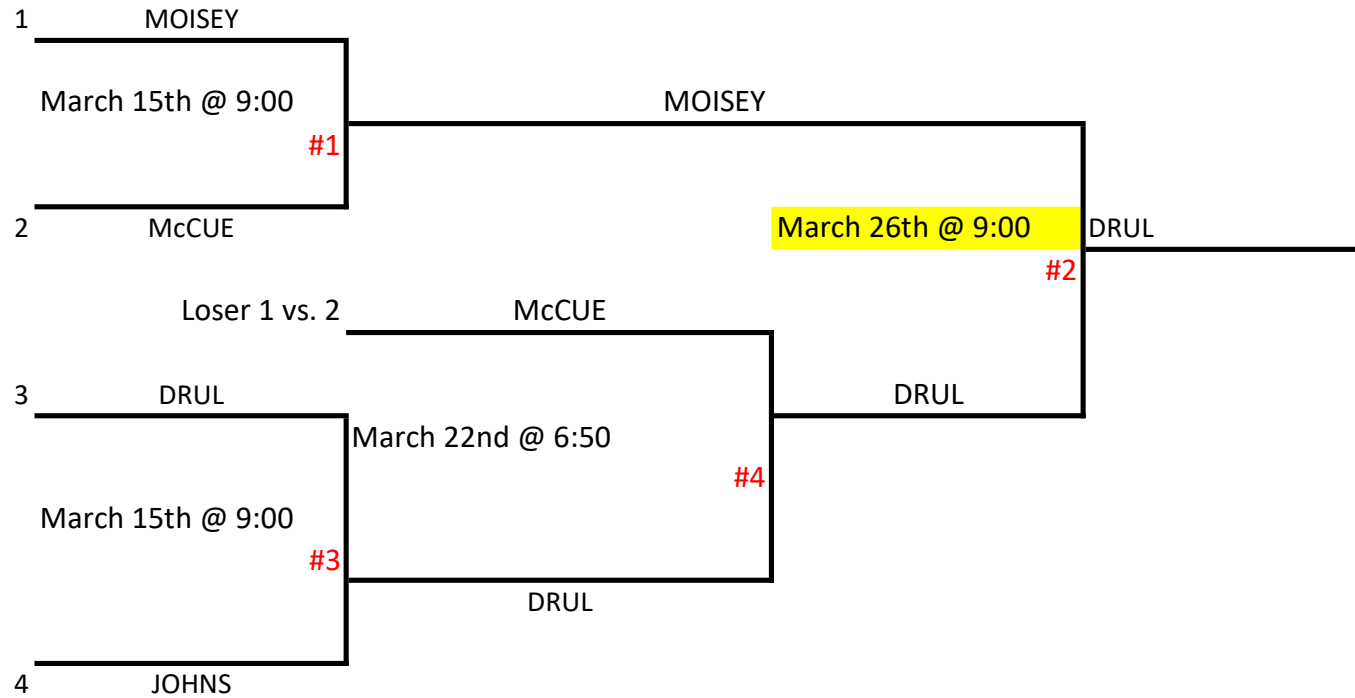 1 MOISEY
March 15th @ 9:00
MOISEY
#1
2 McCUE
March 26th @ 9:00
DRUL
#2
Loser 1 vs. 2
McCUE
3 DRUL
DRUL
March 22nd @ 6:50
#4
March 15th @ 9:00
#3
DRUL
4 JOHNS